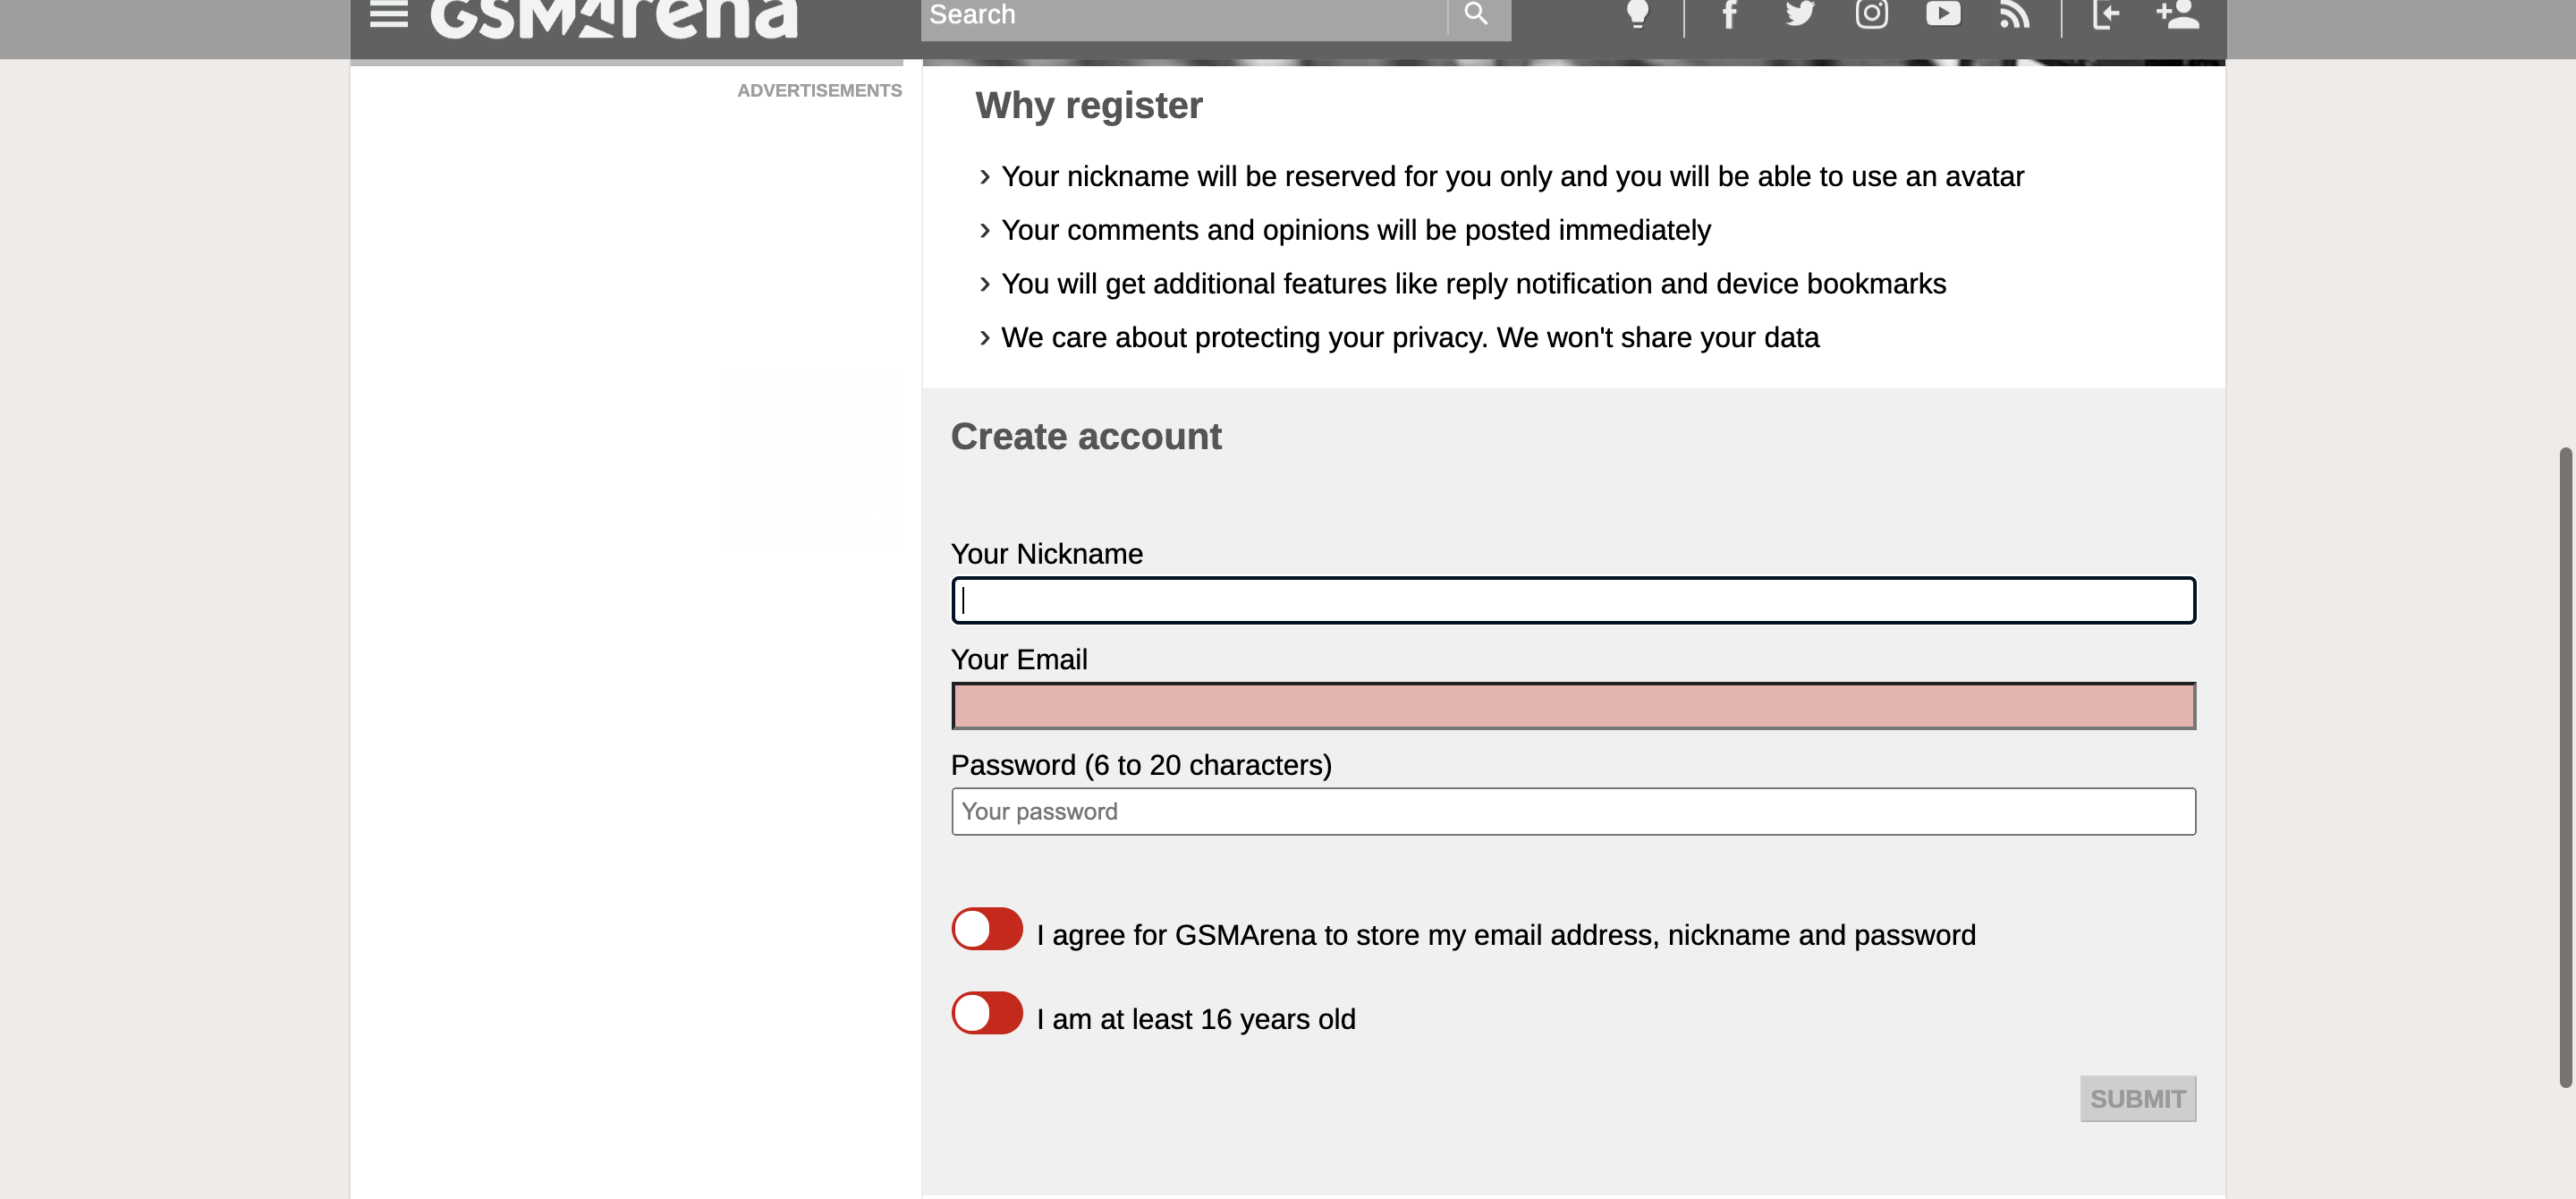 GSMArena
Search
ADVERTISEMENTS
Why register
Your nickname will be reserved for you only and you will be able to use an avatar
Your comments and opinions will be posted immediately
You will get additional features like reply notification and device bookmarks
We care about protecting your privacy. We won't share your data
Create account
Your Nickname
Your Email
Password (6 to 20 characters)
Your password
I agree for GSMArena to store my email address, nickname and password
I am at least 16 years old
SUBMIT